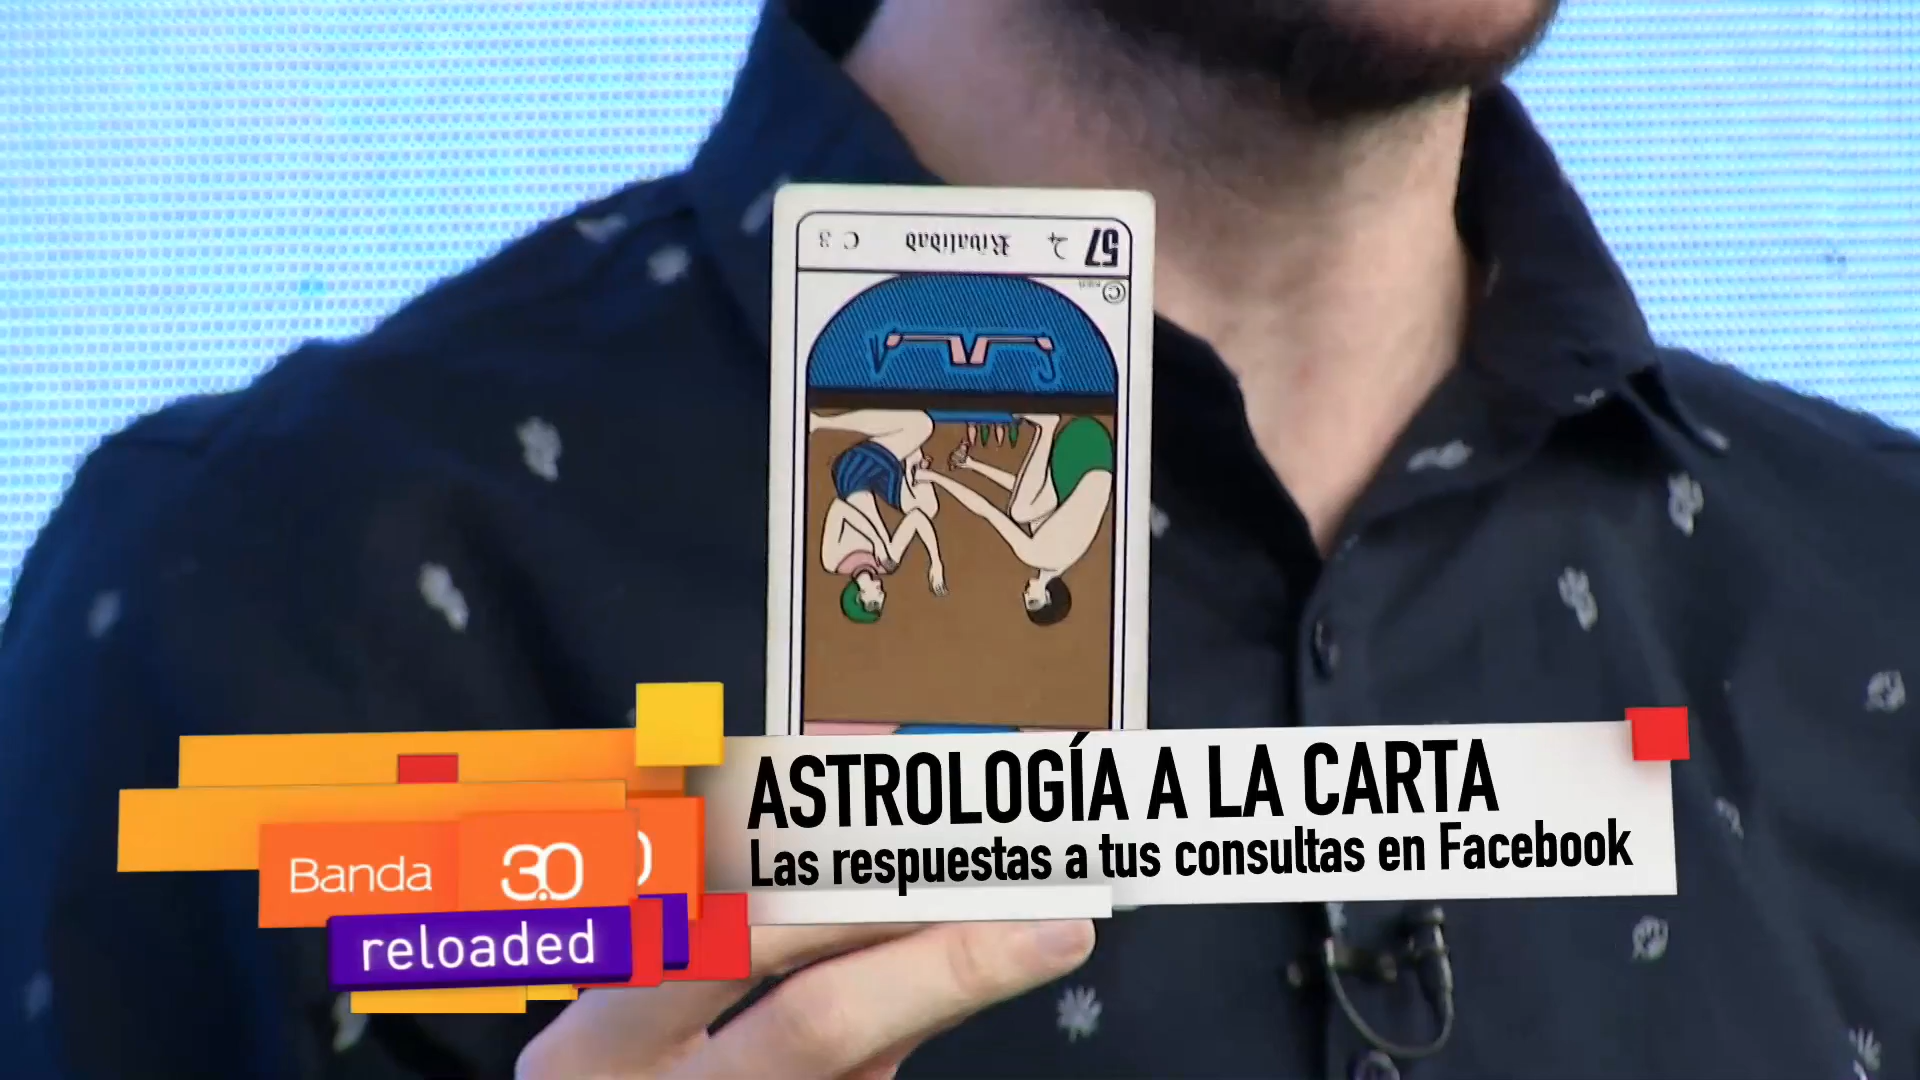 57 ♃ Rivalidad C 3
ASTROLOGÍA A LA CARTA
Las respuestas a tus consultas en Facebook
Banda 3.0
reloaded